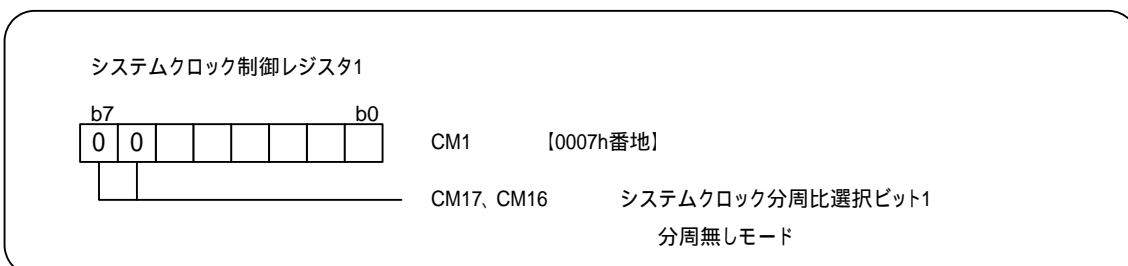 システムクロック制御レジスタ1
b7 b0
0 0 CM1 【0007h番地】
CM17、CM16 システムクロック分周比選択ビット1
分周無しモード